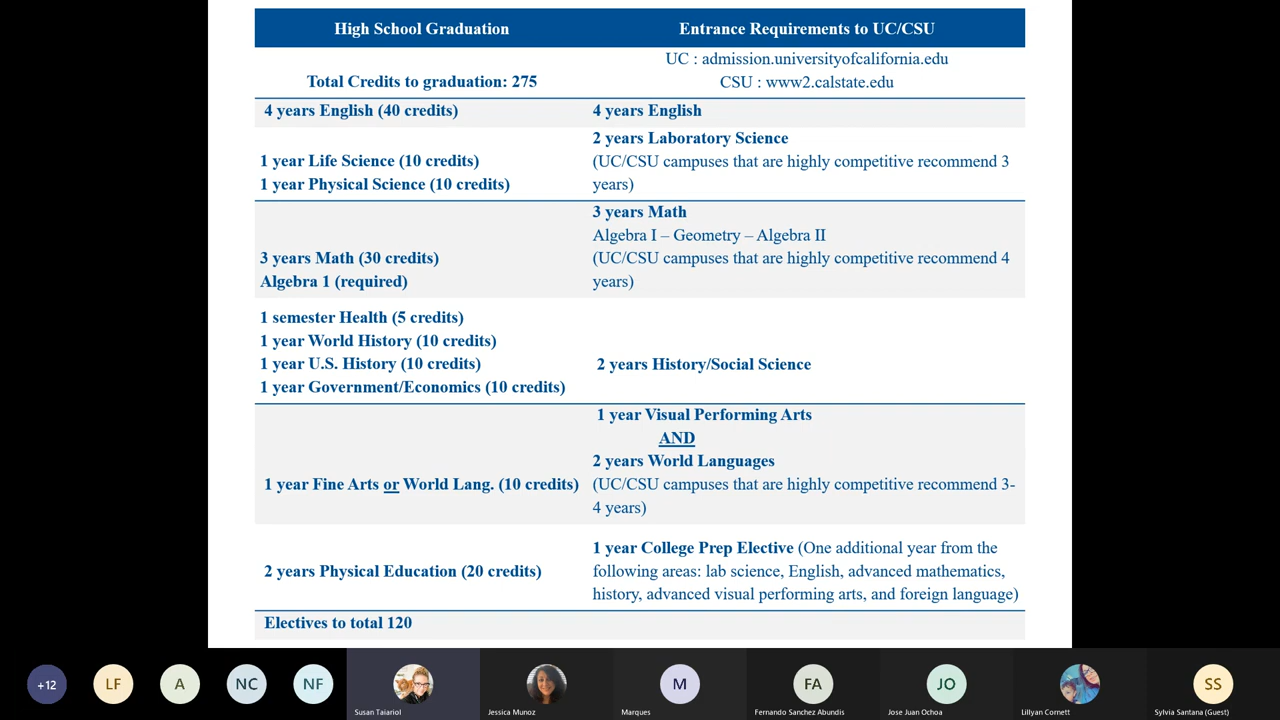 High School Graduation
Entrance Requirements to UC/CSU
Total Credits to graduation: 275
UC : admission.universityofcalifornia.edu
CSU : www2.calstate.edu
4 years English (40 credits)
4 years English
1 year Life Science (10 credits)
1 year Physical Science (10 credits)
2 years Laboratory Science
(UC/CSU campuses that are highly competitive recommend 3
years)
3 years Math (30 credits)
Algebra 1 (required)
3 years Math
Algebra I – Geometry – Algebra II
(UC/CSU campuses that are highly competitive recommend 4
years)
1 semester Health (5 credits)
1 year World History (10 credits)
1 year U.S. History (10 credits)
1 year Government/Economics (10 credits)
2 years History/Social Science
1 year Fine Arts or World Lang. (10 credits)
1 year Visual Performing Arts
AND
2 years World Languages
(UC/CSU campuses that are highly competitive recommend 3-
4 years)
2 years Physical Education (20 credits)
1 year College Prep Elective (One additional year from the
following areas: lab science, English, advanced mathematics,
history, advanced visual performing arts, and foreign language)
Electives to total 120
+12
LF
A
NC
NF
Susan Taiariol
Jessica Munoz
M
Marques
FA
Fernando Sanchez Abundis
JO
Jose Juan Ochoa
Lillyan Cornett
SS
Sylvia Santana (Guest)